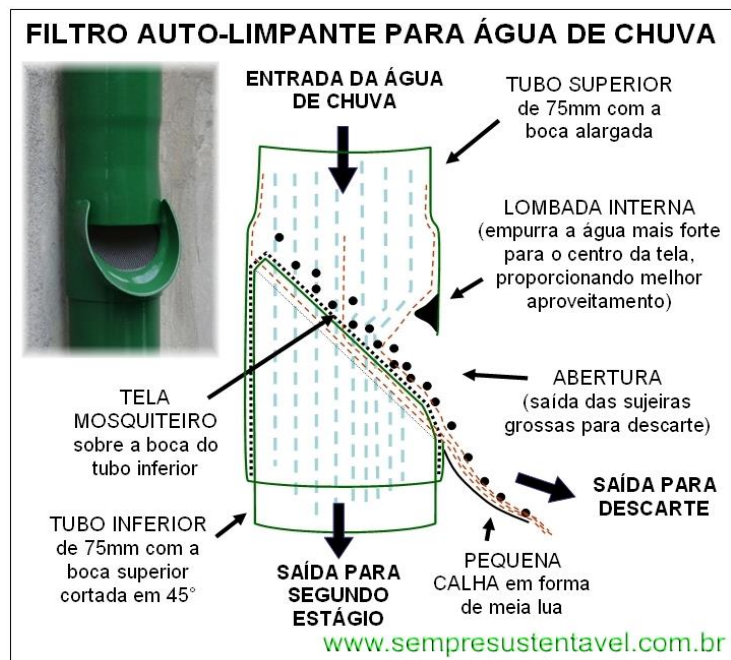 FILTRO AUTO-LIMPANTE PARA ÁGUA DE CHUVA
ENTRADA DA ÁGUA
DE CHUVA
TUBO SUPERIOR
de 75mm com a
boca alargada
LOMBADA INTERNA
(empurra a água mais forte
para o centro da tela,
proporcionando melhor
aproveitamento)
TELA
MOSQUITEIRO
sobre a boca do
tubo inferior
ABERTURA
(saída das sujeiras
grossas para descarte)
SAÍDA PARA
DESCARTE
TUBO INFERIOR
de 75mm com a
boca superior
cortada em 45°
SAÍDA PARA
SEGUNDO
ESTÁGIO
PEQUENA
CALHA em forma
de meia lua
www.sempresustentavel.com.br